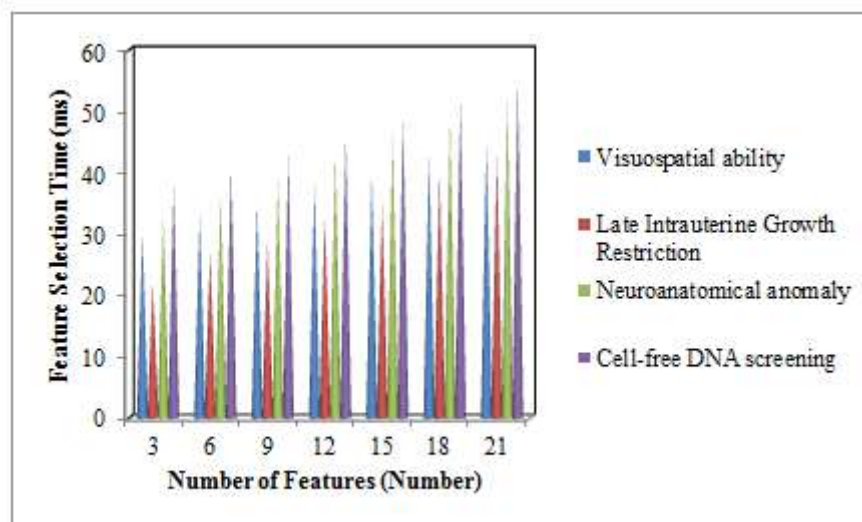 60
50
40
30
20
10
0
Feature Selection Time (ms)
3 6 9 12 15 18 21
Number of Features (Number)
Visuospatial ability
Late Intrauterine Growth
Restriction
Neuroanatomical anomaly
Cell-free DNA screening